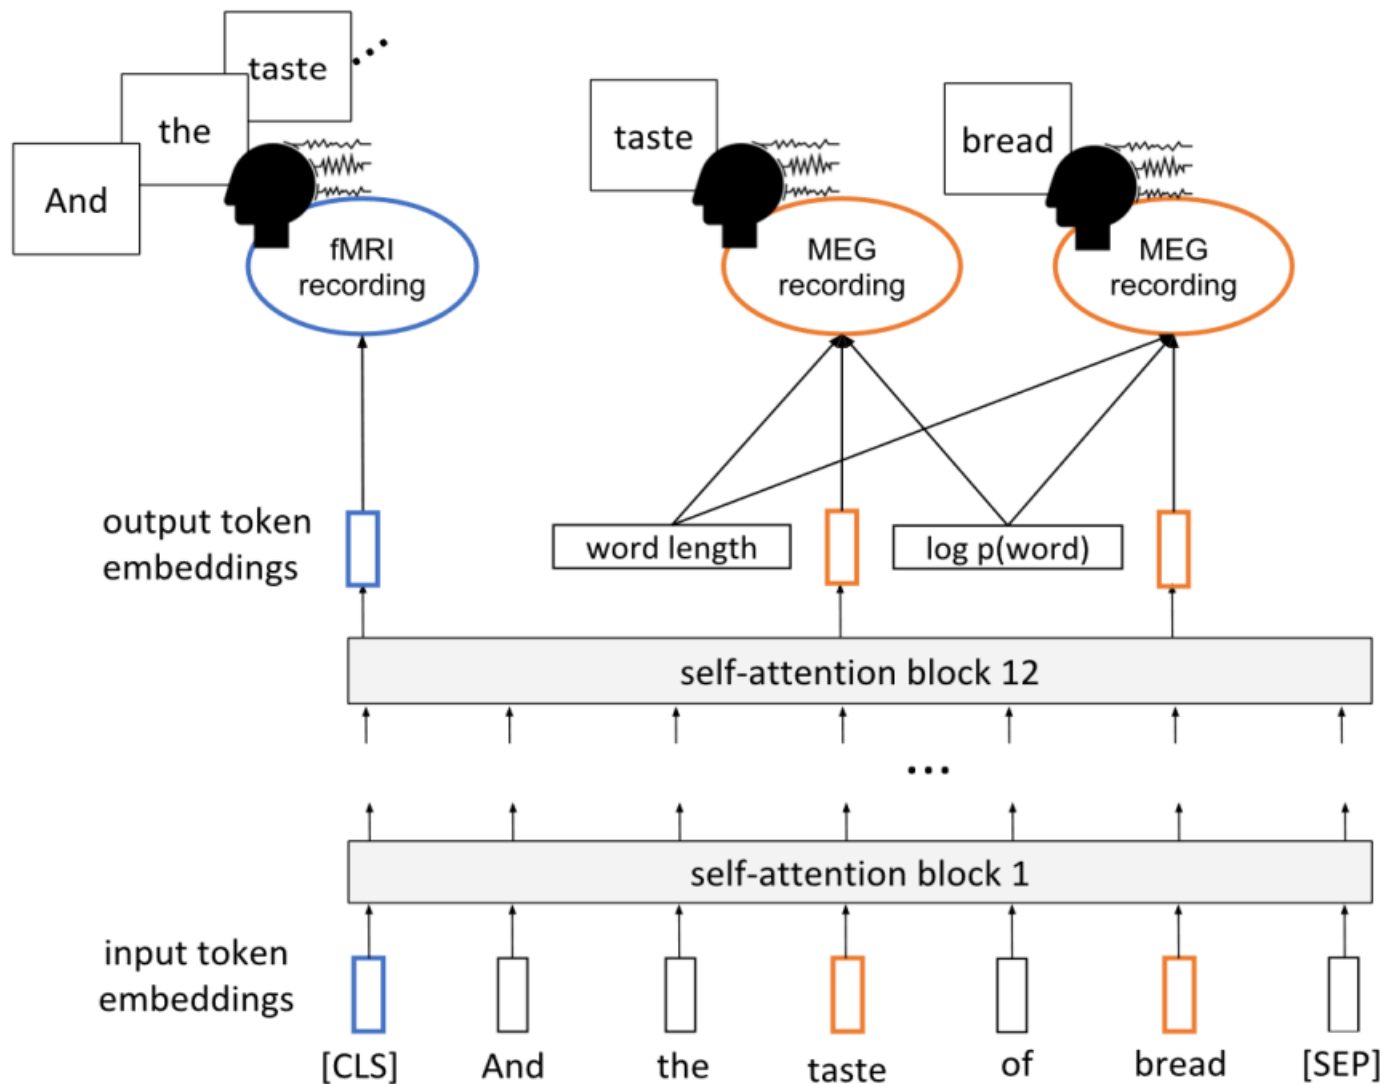 taste
the
And
taste
bread
fMRI
recording
MEG
recording
MEG
recording
output token
embeddings
word length
log p(word)
self-attention block 12
...
self-attention block 1
input token
embeddings
[CLS] And the taste of bread [SEP]